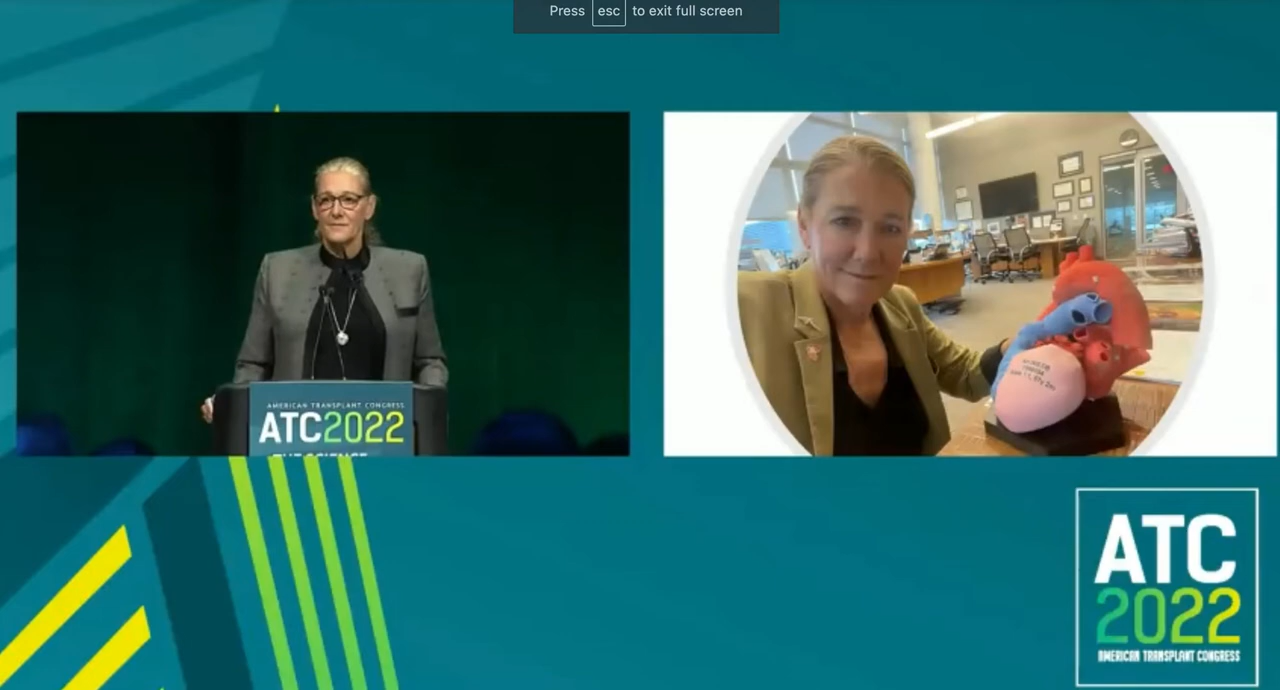 Press esc to exit full screen
AMERICAN TRANSPLANT CONGRESS
ATC2022
ATC
2022
AMERICAN TRANSPLANT CONGRESS